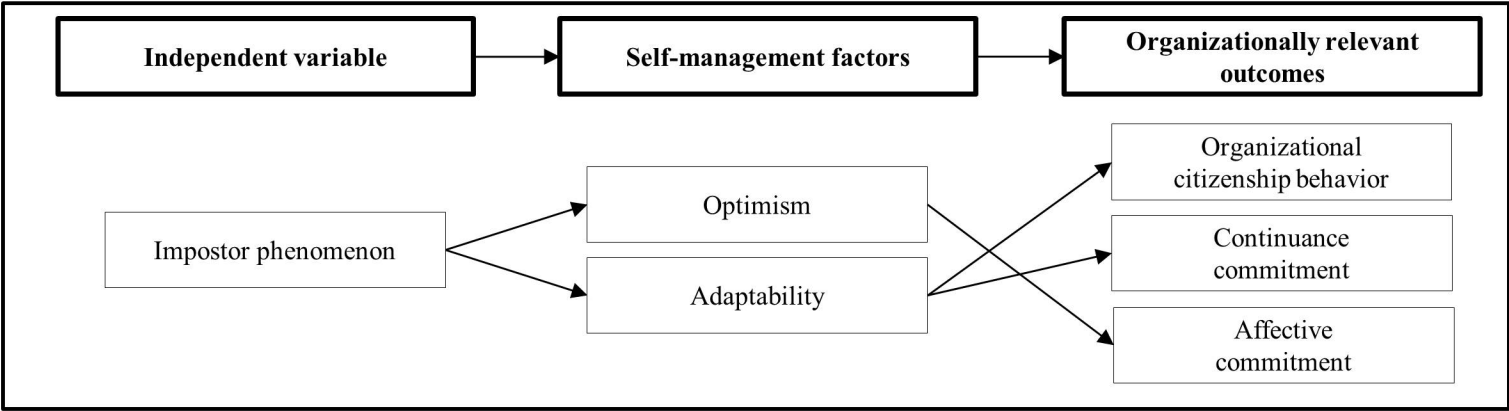 Independent variable
Self-management factors
Organizationally relevant
outcomes
Impostor phenomenon
Optimism
Adaptability
Organizational
citizenship behavior
Continuance
commitment
Affective
commitment